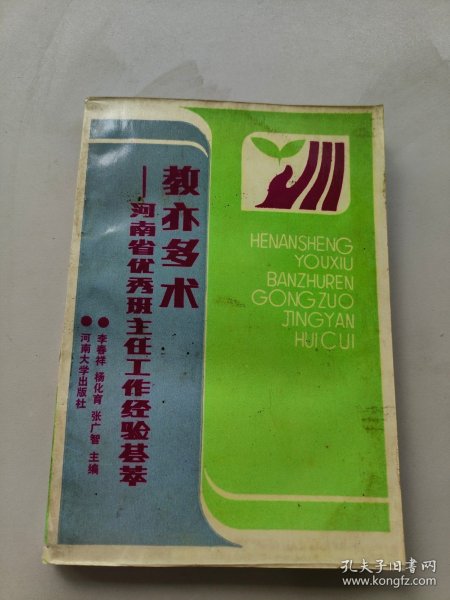 教亦多术
——河南省优秀班主任工作经验荟萃
●李春祥 杨化育 张广智 主编
●河南大学出版社
HENANSHENG
YOUXIU
BANZHUREN
GONGZUO
JINGYAN
HUICUI
孔夫子旧书网
www.kongfz.com